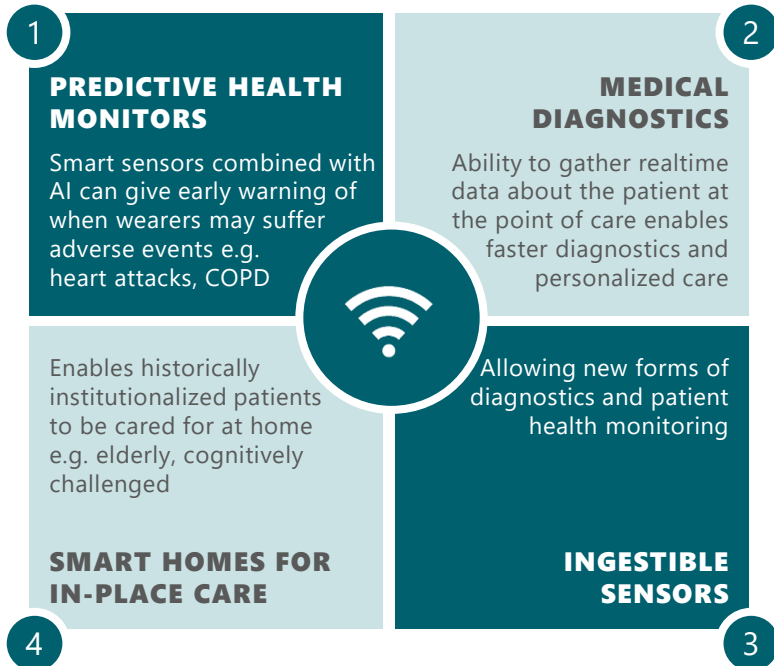 1
PREDICTIVE HEALTH
MONITORS
Smart sensors combined with
AI can give early warning of
when wearers may suffer
adverse events e.g.
heart attacks, COPD
2
MEDICAL
DIAGNOSTICS
Ability to gather realtime
data about the patient at
the point of care enables
faster diagnostics and
personalized care
Allowing new forms of
diagnostics and patient
health monitoring
INGESTIBLE
SENSORS
3
Enables historically
institutionalized patients
to be cared for at home
e.g. elderly, cognitively
challenged
SMART HOMES FOR
IN-PLACE CARE
4